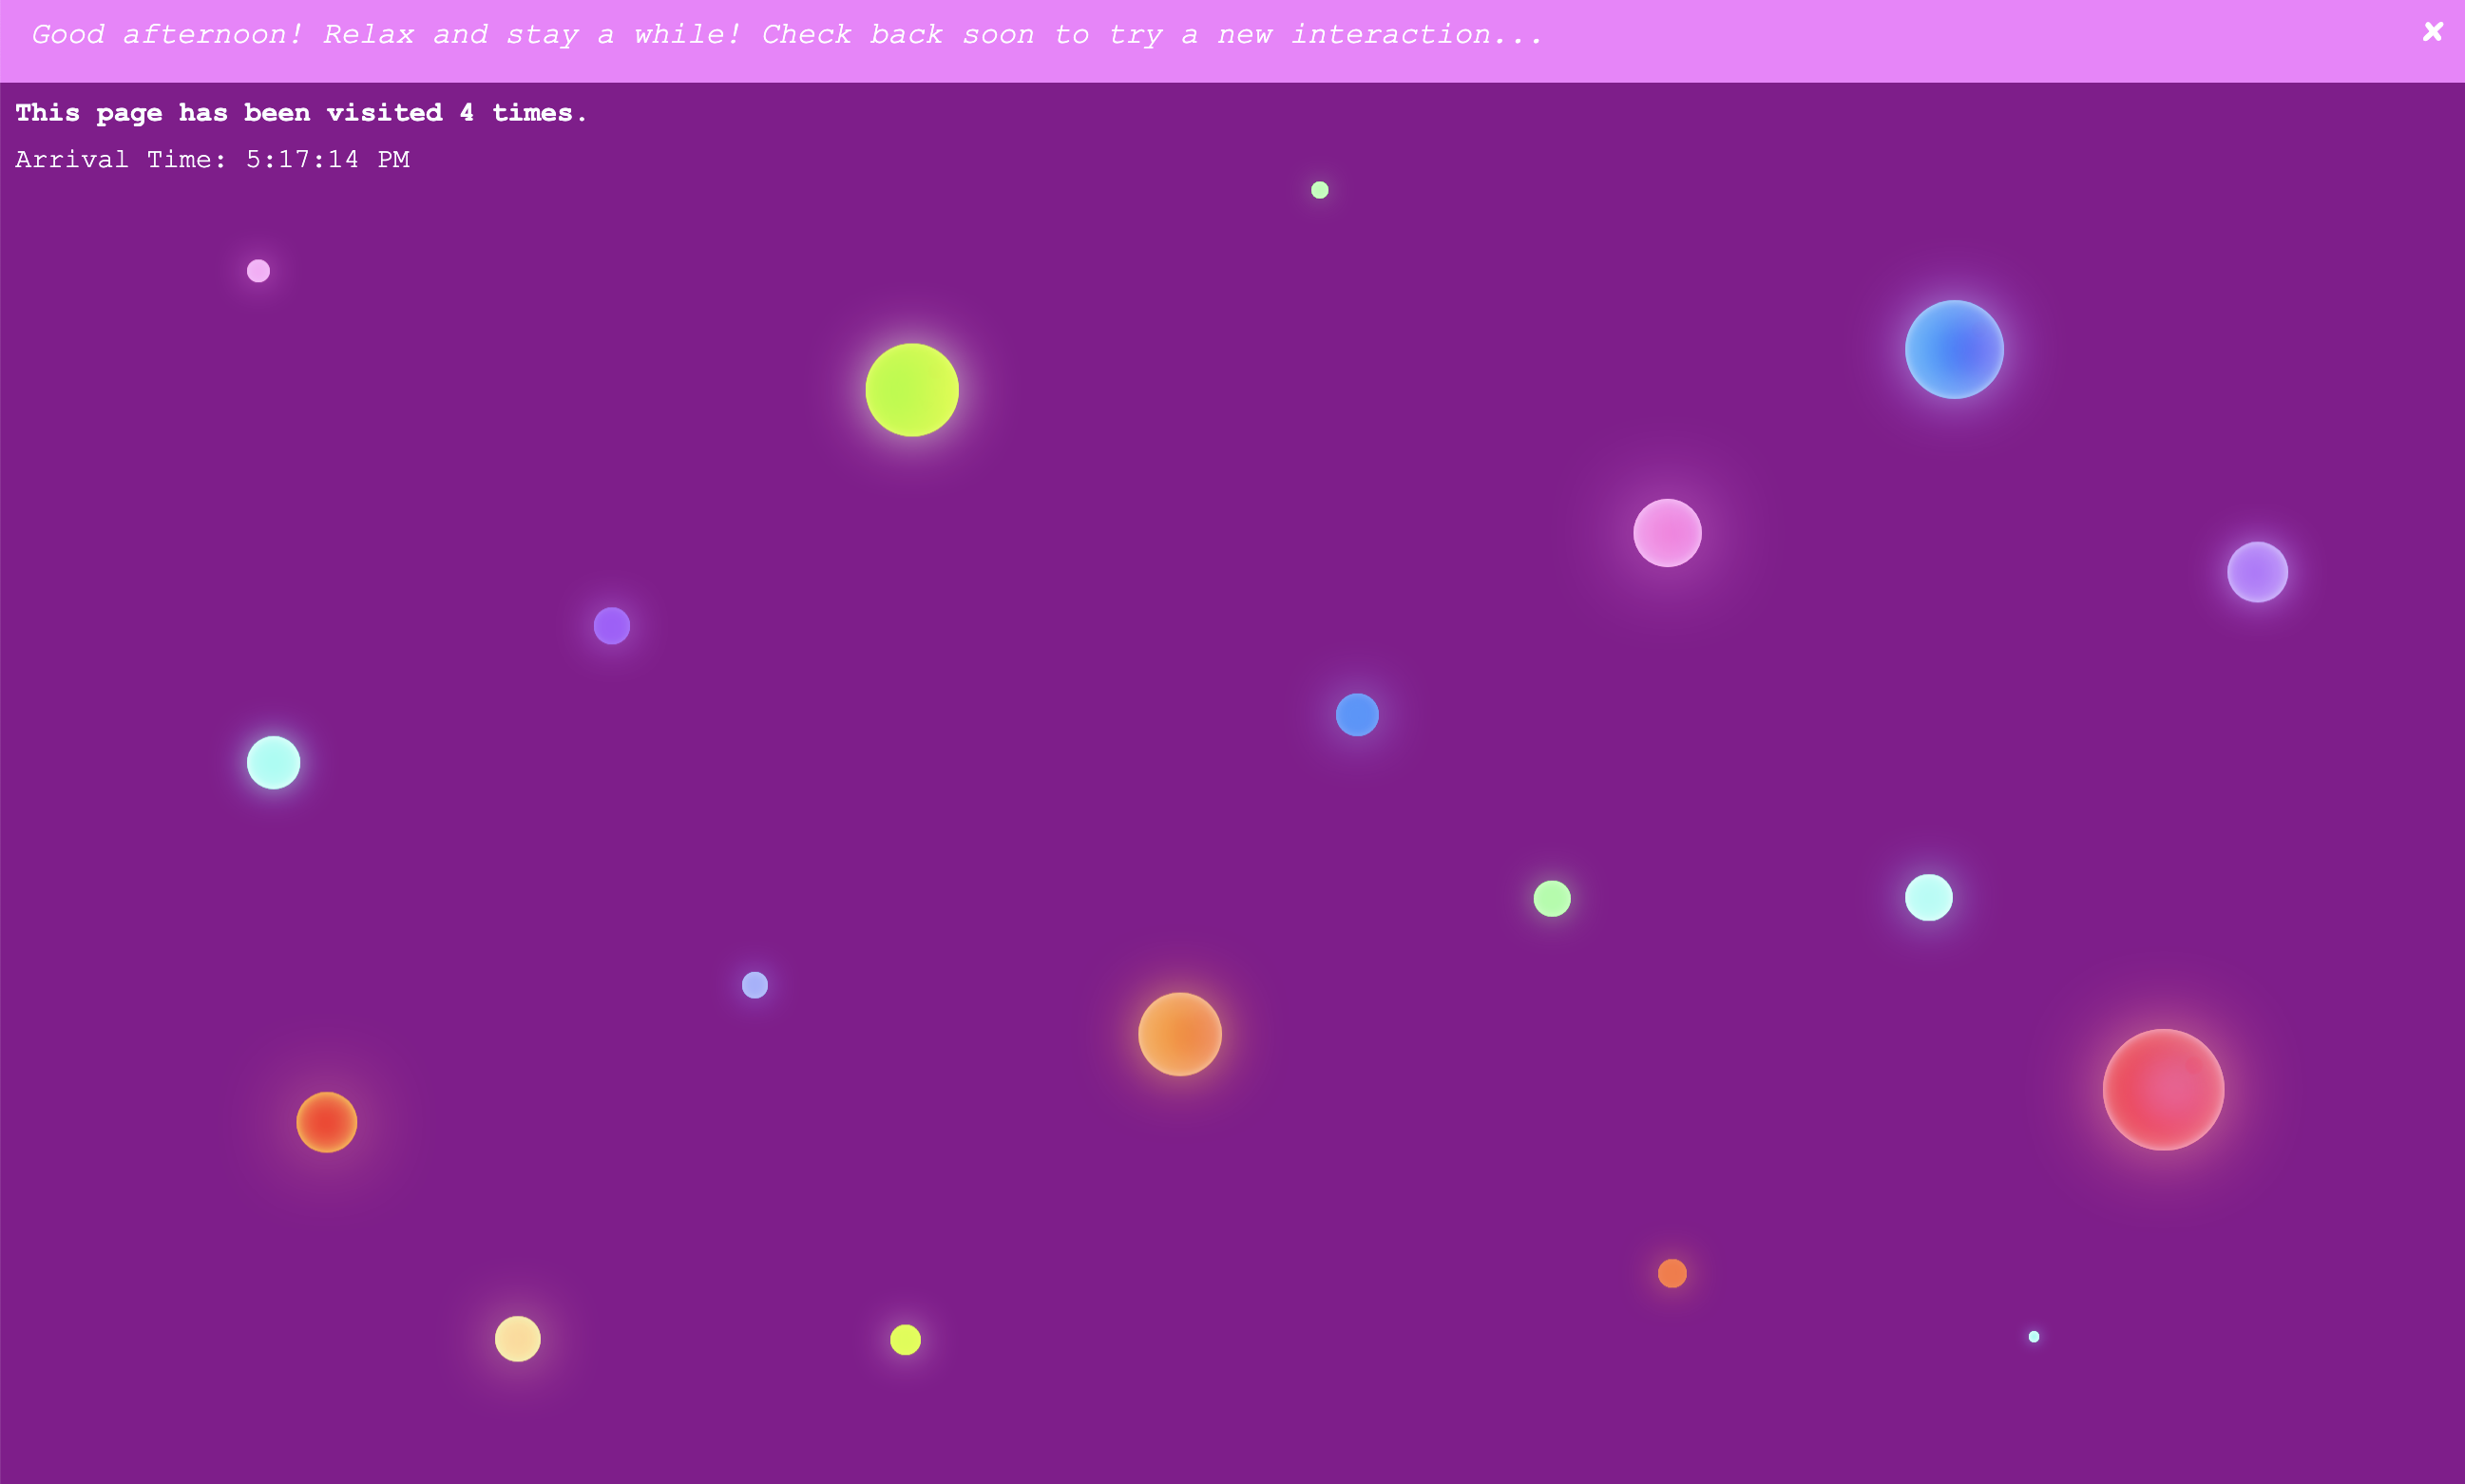 Good afternoon! Relax and stay a while! Check back soon to try a new interaction...
This page has been visited 4 times.
Arrival Time: 5:17:14 PM